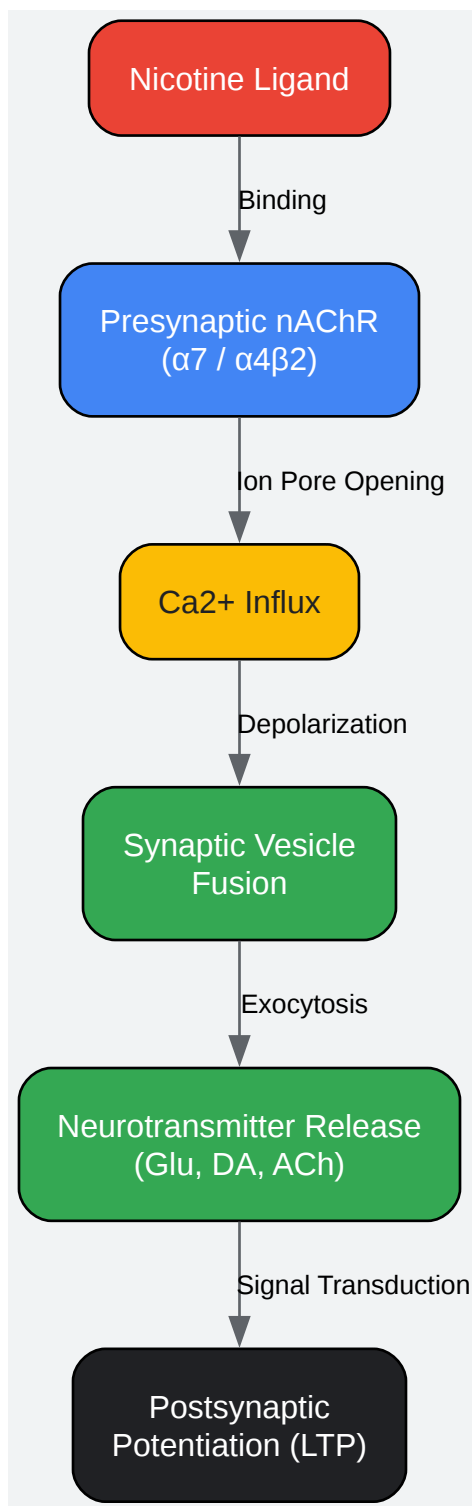 Nicotine Ligand
Binding
Presynaptic nAChR
(α7 / α4β2)
Ion Pore Opening
Ca2+ Influx
Depolarization
Synaptic Vesicle
Fusion
Exocytosis
Neurotransmitter Release
(Glu, DA, ACh)
Signal Transduction
Postsynaptic
Potentiation (LTP)